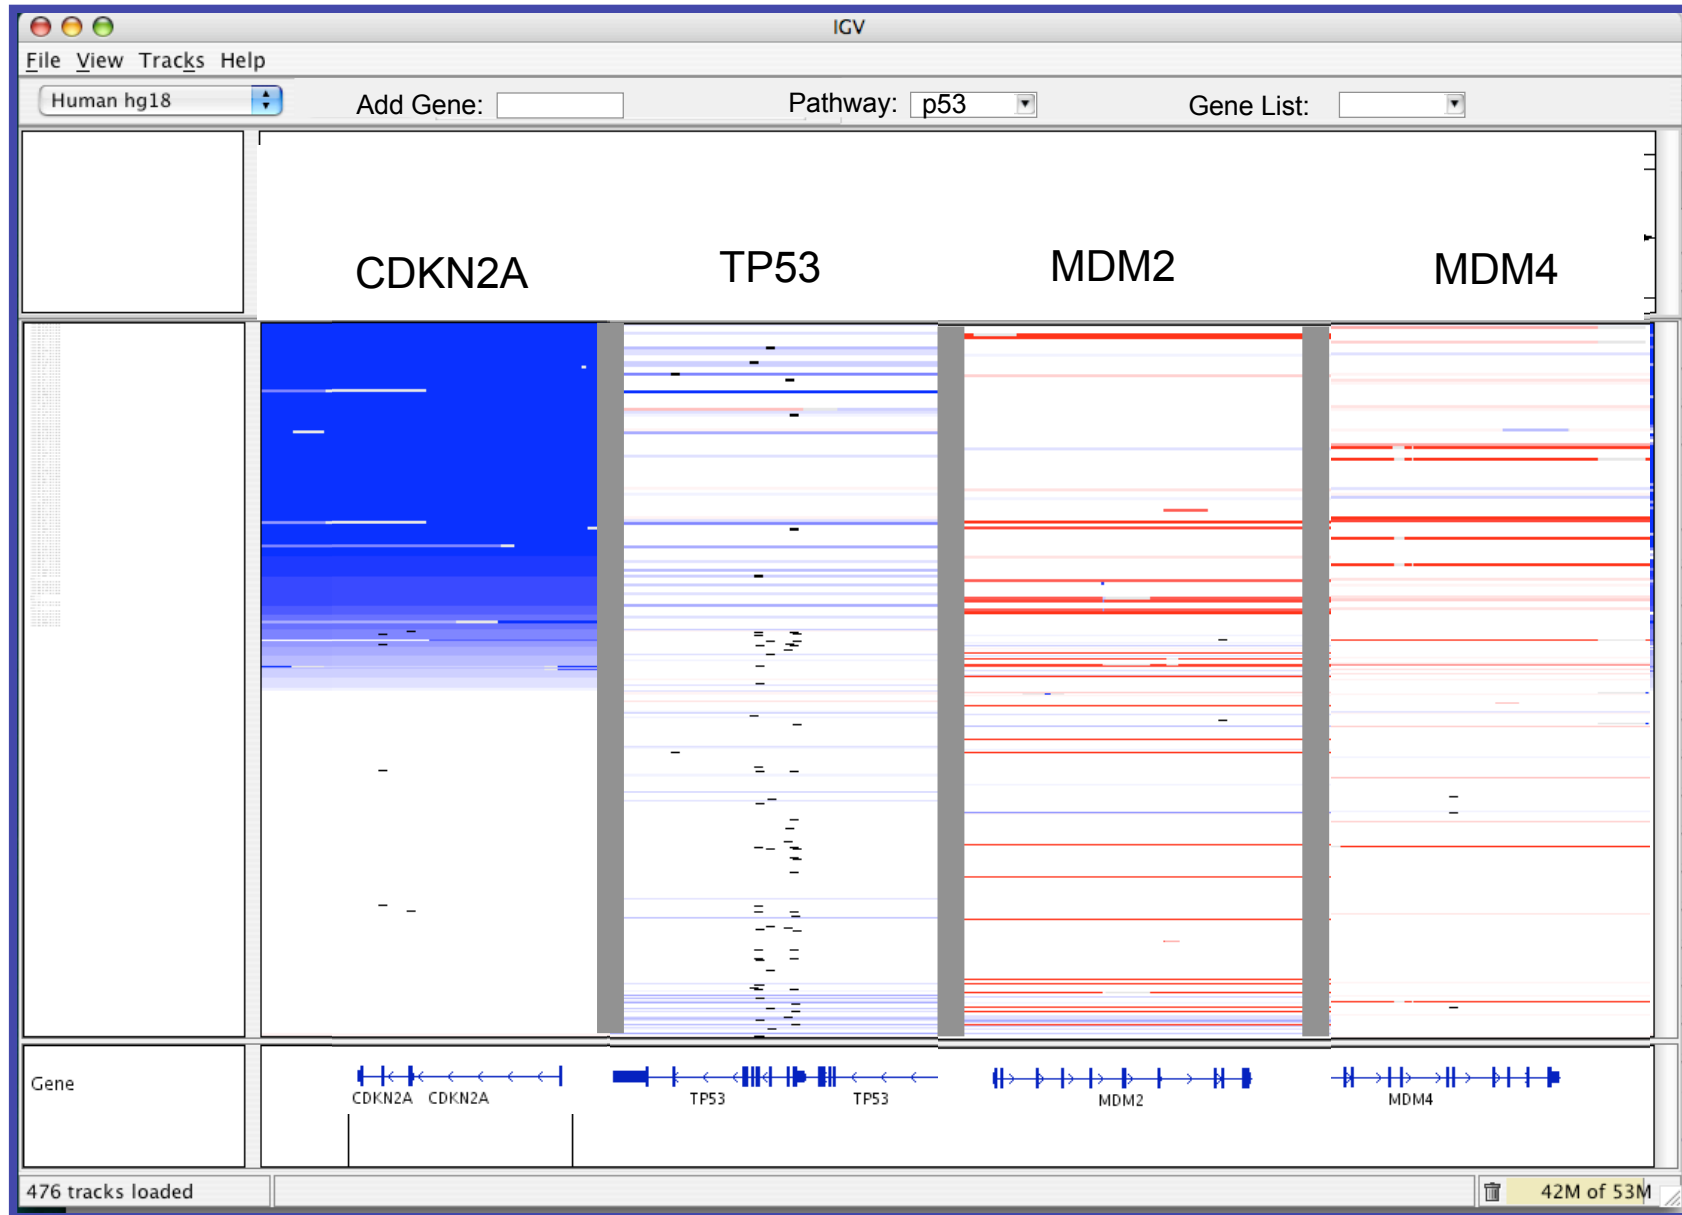 IGV
File View Tracks Help
Human hg18 Add Gene: Pathway: p53 Gene List:
CDKN2A TP53 MDM2 MDM4
Gene
CDKN2A CDKN2A TP53 TP53 MDM2 MDM4
476 tracks loaded 42M of 53M